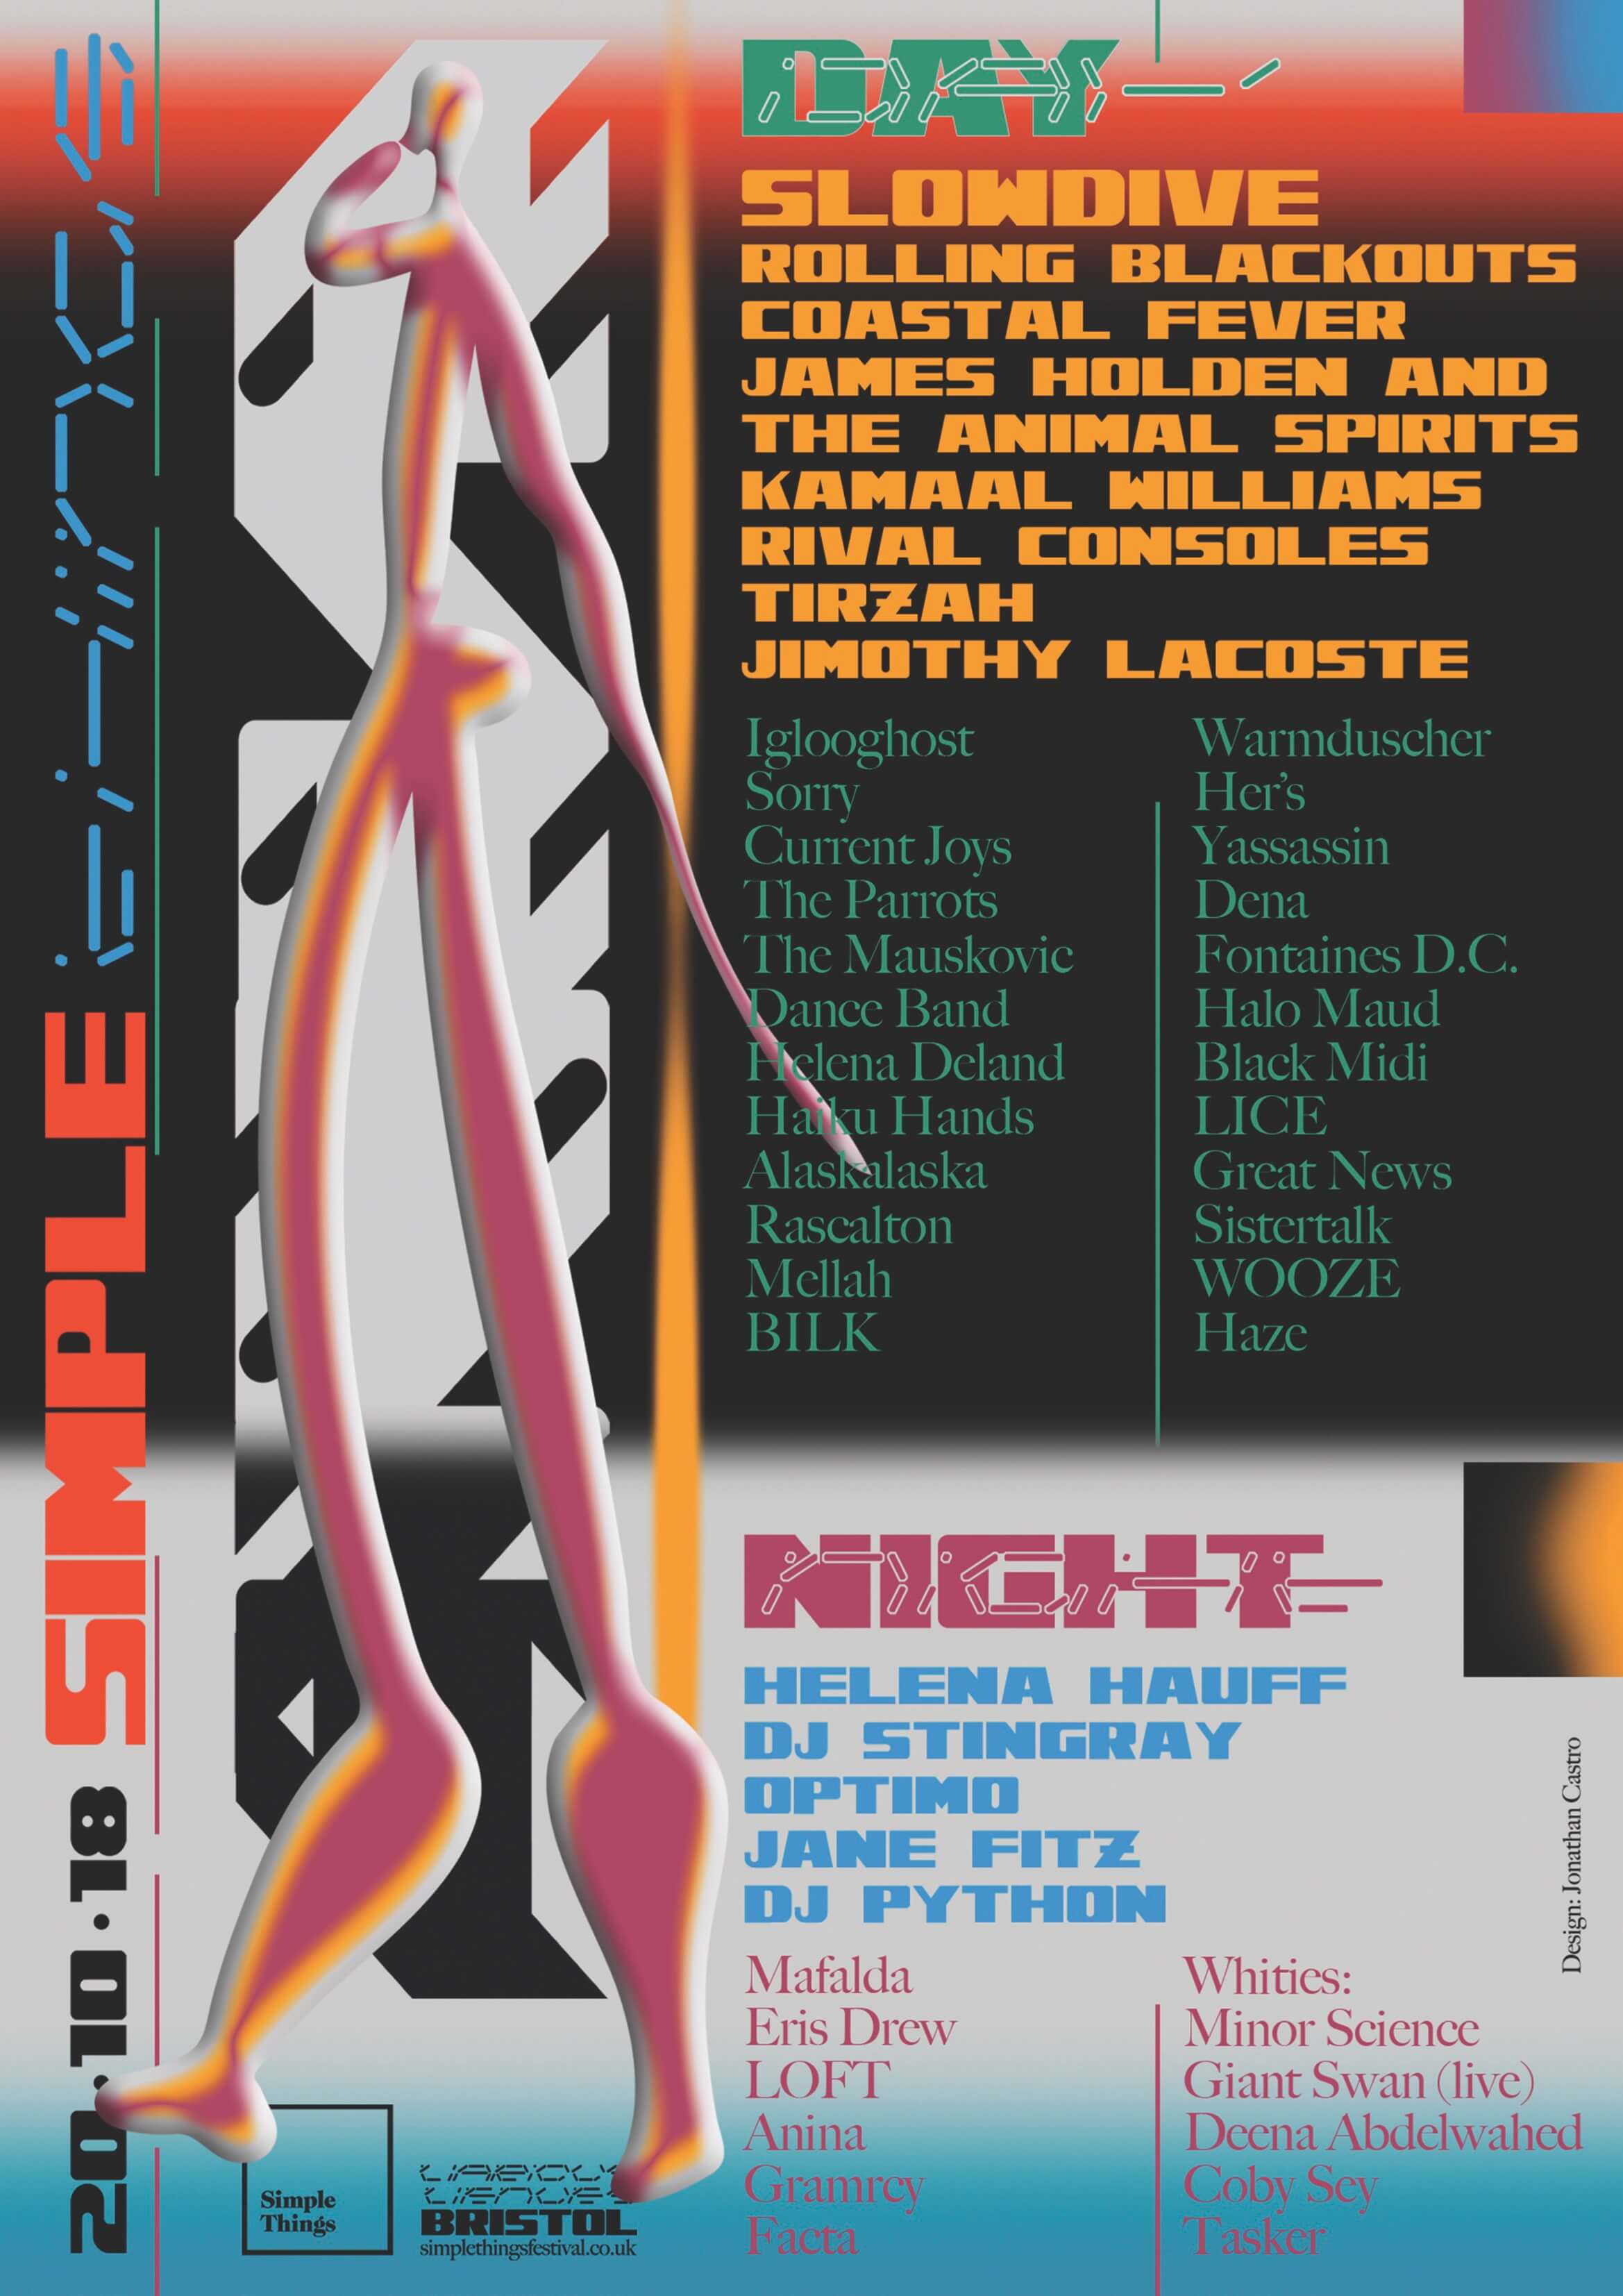 SIMPLE
20·10·18
DAY
SLOWDIVE
ROLLING BLACKOUTS
COASTAL FEVER
JAMES HOLDEN AND
THE ANIMAL SPIRITS
KAMAAL WILLIAMS
RIVAL CONSOLES
TIRZAH
JIMOTHY LACOSTE
Iglooghost
Sorry
Current Joys
The Parrots
The Mauskovic
Dance Band
Helena Deland
Haiku Hands
Alaskalaska
Rascalton
Mellah
BILK
Warmduscher
Her's
Yassassin
Dena
Fontaines D.C.
Halo Maud
Black Midi
LICE
Great News
Sistertalk
WOOZE
Haze
NIGHT
HELENA HAUFF
DJ STINGRAY
OPTIMO
JANE FITZ
DJ PYTHON
Mafalda
Eris Drew
LOFT
Anina
Gramrcy
Facta
Whities:
Minor Science
Giant Swan (live)
Deena Abdelwahed
Coby Sey
Tasker
Design: Jonathan Castro
Simple
Things
BRISTOL
simplethingsfestival.co.uk